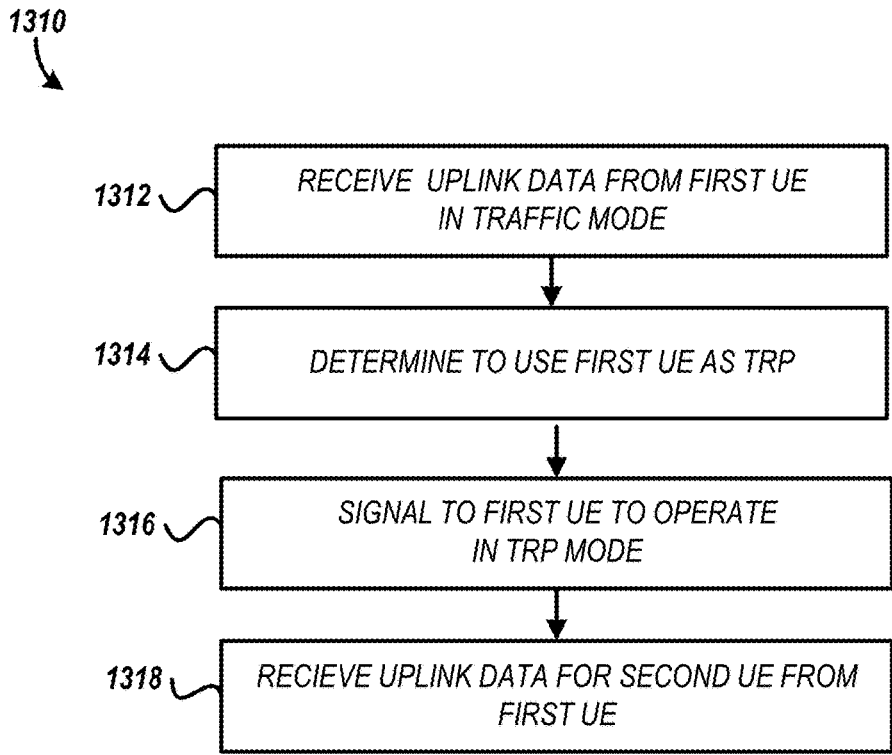 1310
1312
RECEIVE UPLINK DATA FROM FIRST UE
IN TRAFFIC MODE
1314
DETERMINE TO USE FIRST UE AS TRP
1316
SIGNAL TO FIRST UE TO OPERATE
IN TRP MODE
1318
RECIEVE UPLINK DATA FOR SECOND UE FROM
FIRST UE